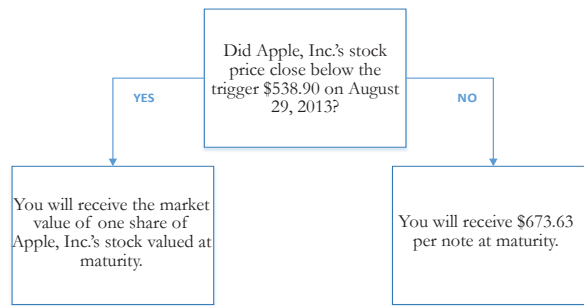 Did Apple, Inc.'s stock
price close below the
trigger $538.90 on August
29, 2013?
YES
NO
You will receive the market
value of one share of
Apple, Inc.'s stock valued at
maturity.
You will receive $673.63
per note at maturity.